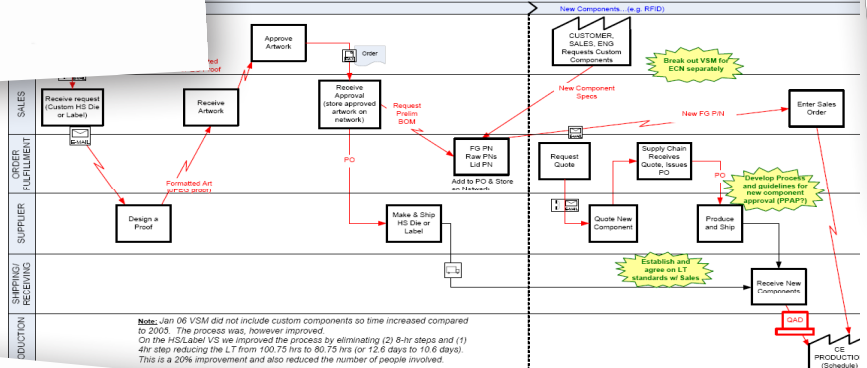 New Components...(e.g. RFID)
Approve
Artwork
Order
CUSTOMER,
SALES, ENG
Requests Custom
Components
Break out VSM for
ECN separately
SALES
Receive request
(Custom HS Die
or Label)
E-MAIL
Receive
Artwork
Receive
Approval
(store approved
artwork on
network)
Request
Prelim
BOM
New Component
Specs
New FG P/N
Enter Sales
Order
ORDER
FULFILLMENT
Formatted Art
PO
FG PN
Raw PNs
Lid PN
Add to PO & Store
on Network
Request
Quote
Supply Chain
Receives
Quote, Issues
PO
PO
Develop Process
and guidelines for
new component
approval (PPAP?)
SUPPLIER
Design a
Proof
Make & Ship
HS Die or
Label
Quote New
Component
Produce
and Ship
SHIPPING/
RECEIVING
Establish and
agree on LT
standards w/ Sales
Receive New
Components
QAD
Note: Jan 06 VSM did not include custom components so time increased compared
to 2005. The process was, however improved.
On the HS/Label VS we improved the process by eliminating (2) 8-hr steps and (1)
4hr step reducing the LT from 100.75 hrs to 80.75 hrs (or 12.6 days to 10.6 days).
This is a 20% improvement and also reduced the number of people involved.
CE
PRODUCTIO
(Schedule)